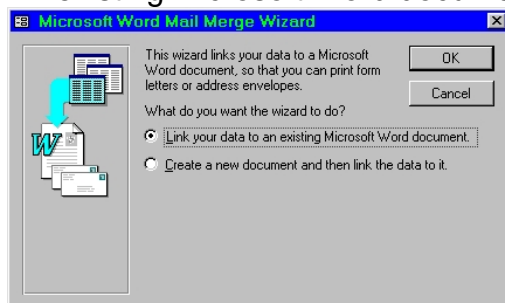 Microsoft Word Mail Merge Wizard
This wizard links your data to a Microsoft
Word document, so that you can print form
letters or address envelopes.
OK
Cancel
What do you want the wizard to do?
Link your data to an existing Microsoft Word document.
Create a new document and then link the data to it.
W